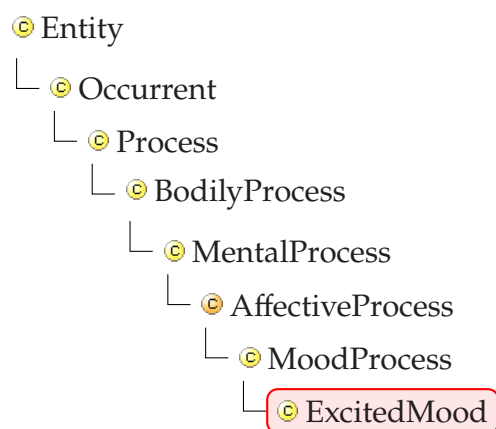 C Entity
C Occurrent
C Process
C BodilyProcess
C MentalProcess
C AffectiveProcess
C MoodProcess
C ExcitedMood